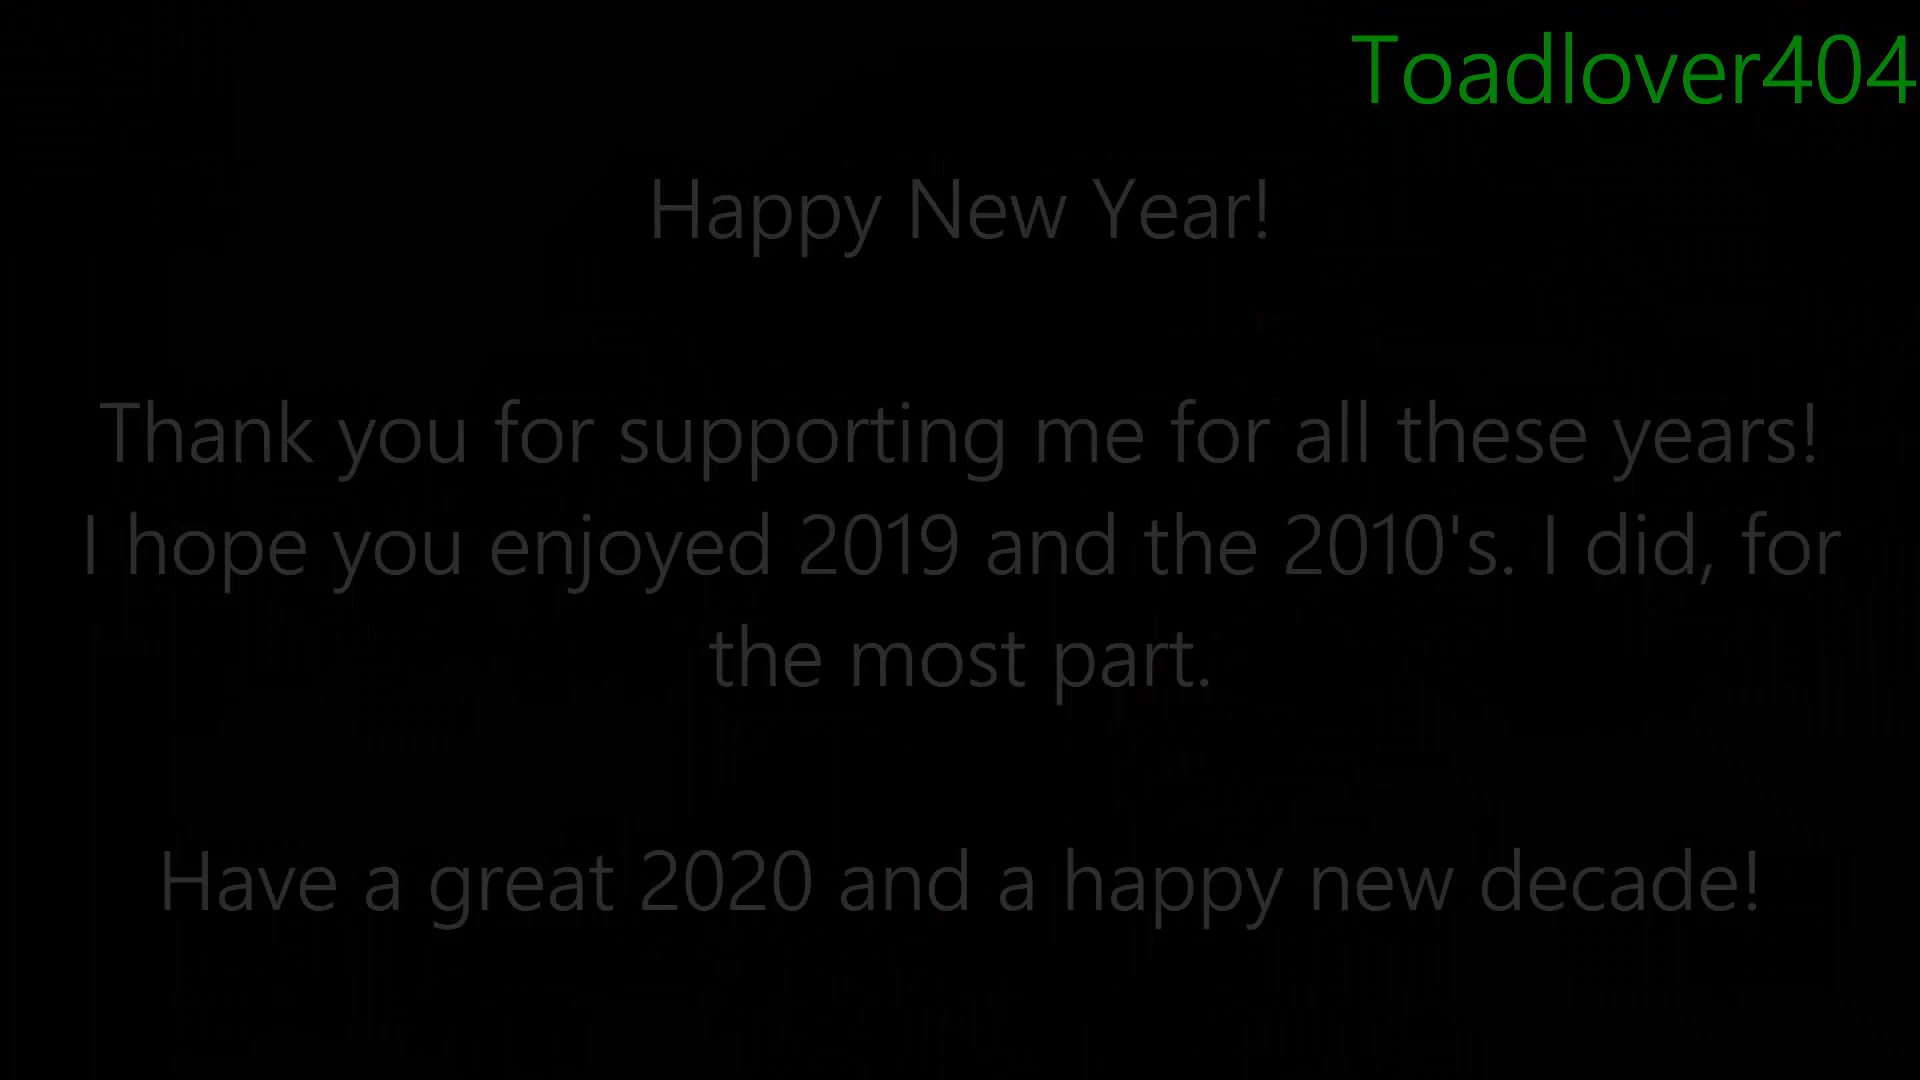 Toadlover404
Happy New Year!
Thank you for supporting me for all these years!
I hope you enjoyed 2019 and the 2010's. I did, for
the most part.
Have a great 2020 and a happy new decade!